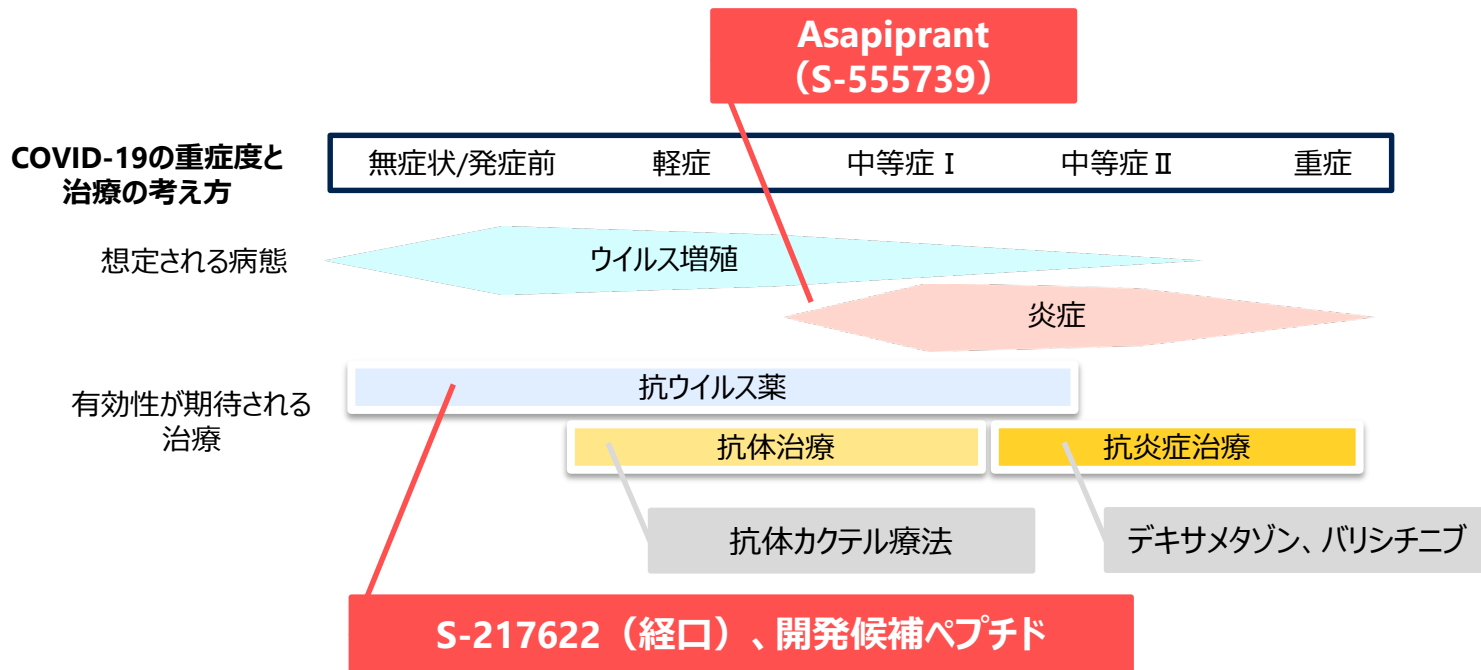 Asapiprant
（S-555739）
COVID-19の重症度と
治療の考え方
無症状/発症前 軽症 中等症Ⅰ 中等症Ⅱ 重症
想定される病態
ウイルス増殖
炎症
有効性が期待される
治療
抗ウイルス薬
抗体治療
抗炎症治療
抗体カクテル療法
デキサメタゾン、バリシチニブ
S-217622（経口）、開発候補ペプチド